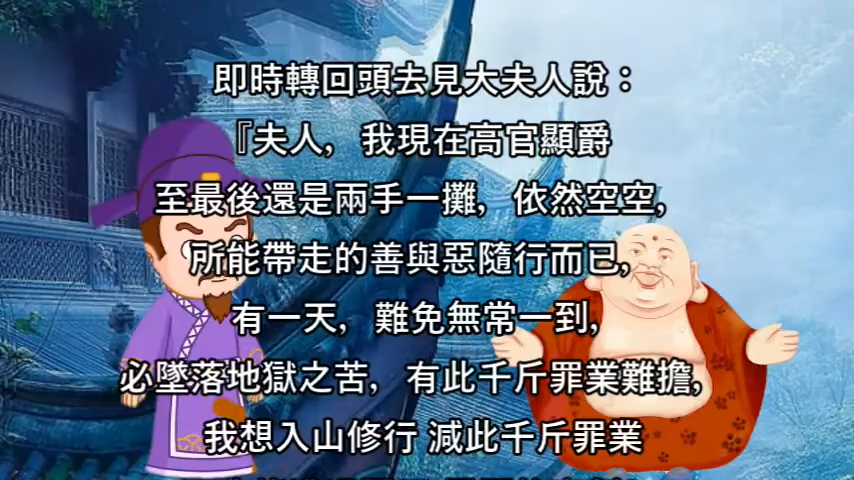 即時轉回頭去見大夫人說：
『夫人，我現在高官顯爵
至最後還是兩手一攤，依然空空，
所能帶走的善與惡隨行而已，
有一天，難免無常一到，
必墜落地獄之苦，有此千斤罪業難擔，
我想入山修行 減此千斤罪業